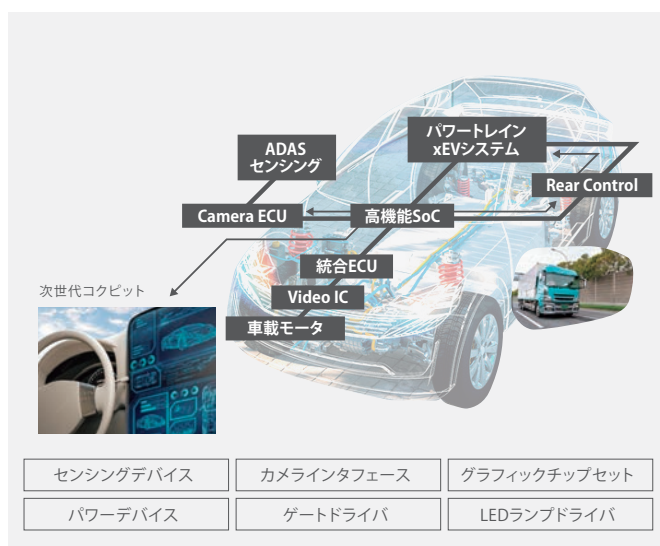 パワートレイン
xEVシステム
ADAS
センシング
Rear Control
Camera ECU
高機能SoC
統合ECU
Video IC
車載モータ
次世代コクピット
センシングデバイス
カメラインタフェース
グラフィックチップセット
パワーデバイス
ゲートドライバ
LEDランプドライバ